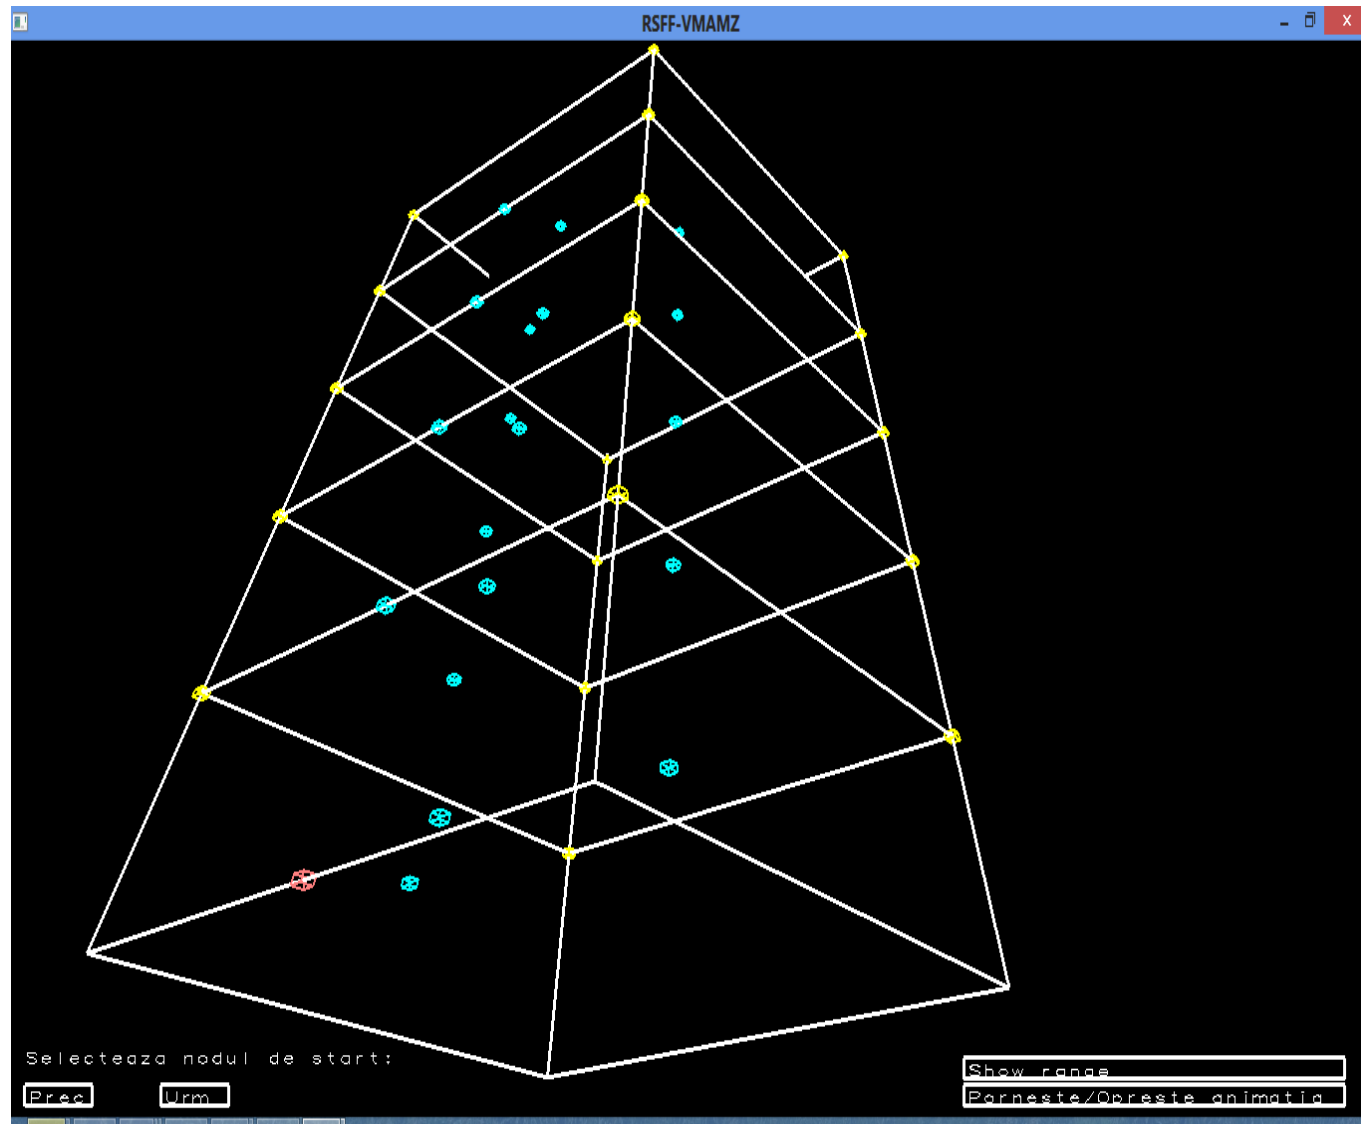 RSFF-VMAMZ
Selecteaza nodul de start:
Prec
Urm
Show range
Porneste/Opreste animatia